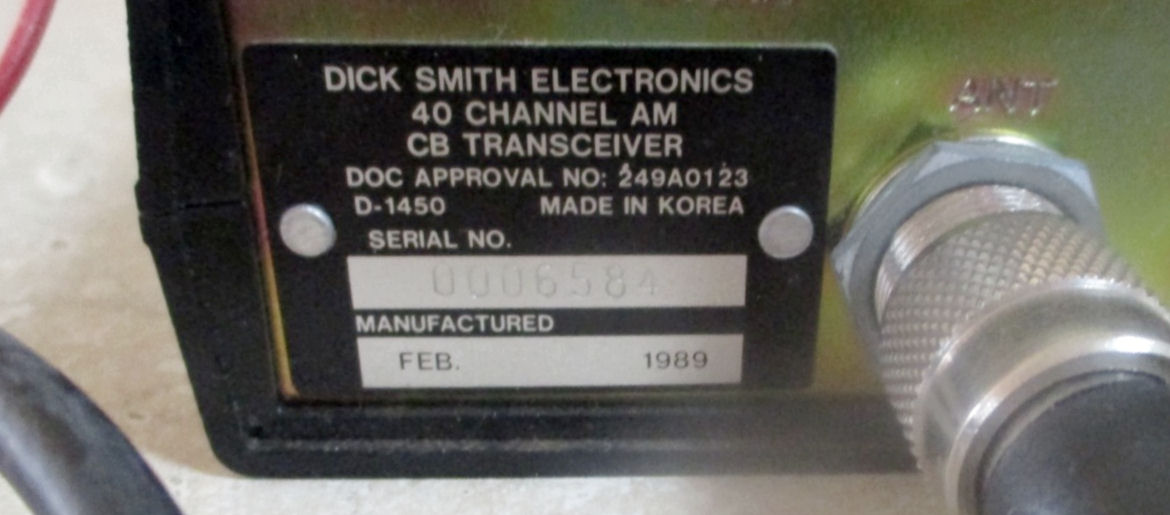 DICK SMITH ELECTRONICS
40 CHANNEL AM
CB TRANSCEIVER
DOC APPROVAL NO: 249A0123
D-1450 MADE IN KOREA
SERIAL NO.
0006584
MANUFACTURED
FEB. 1989
ANT